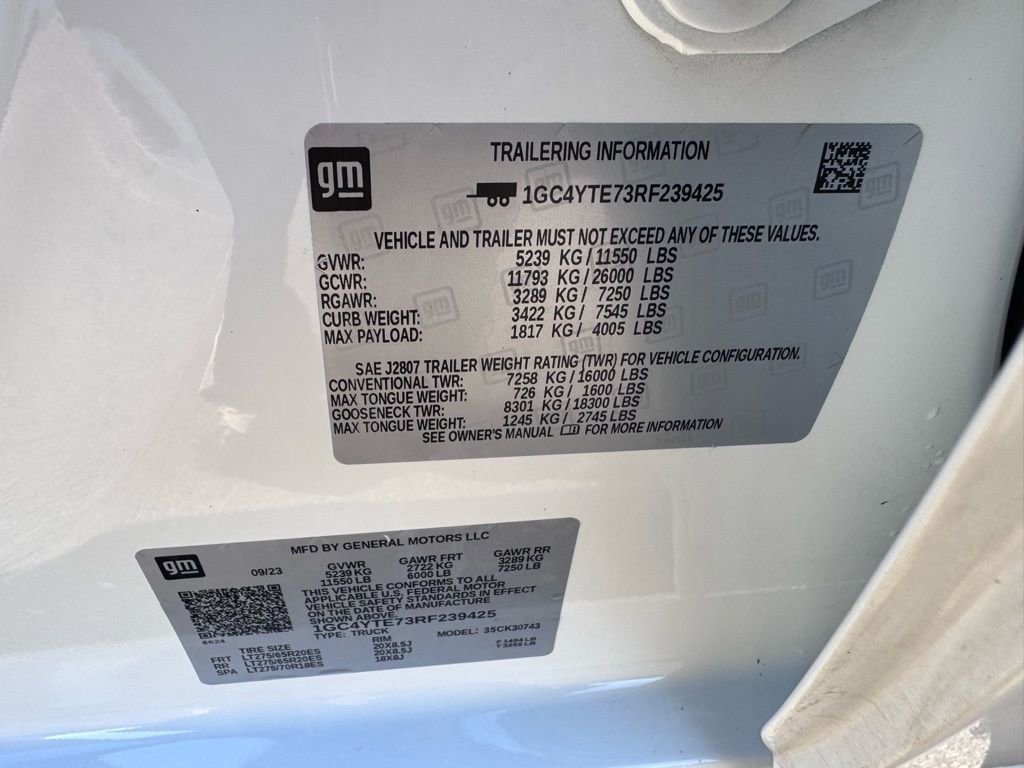 gm
TRAILERING INFORMATION
1GC4YTE73RF239425
VEHICLE AND TRAILER MUST NOT EXCEED ANY OF THESE VALUES.
GVWR: 5239 KG / 11550 LBS
GCWR: 11793 KG / 26000 LBS
RGAWR: 3289 KG / 7250 LBS
CURB WEIGHT: 3422 KG / 7545 LBS
MAX PAYLOAD: 1817 KG / 4005 LBS
SAE J2807 TRAILER WEIGHT RATING (TWR) FOR VEHICLE CONFIGURATION.
CONVENTIONAL TWR: 7258 KG / 16000 LBS
MAX TONGUE WEIGHT: 726 KG / 1600 LBS
GOOSENECK TWR: 8301 KG / 18300 LBS
MAX TONGUE WEIGHT: 1245 KG / 2745 LBS
SEE OWNER'S MANUAL FOR MORE INFORMATION
gm
MFD BY GENERAL MOTORS LLC
09/23 GVWR GAWR FRT GAWR RR
5239 KG 2722 KG 3289 KG
11550 LB 6000 LB 7250 LB
THIS VEHICLE CONFORMS TO ALL
APPLICABLE U.S. FEDERAL MOTOR
VEHICLE SAFETY STANDARDS IN EFFECT
ON THE DATE OF MANUFACTURE
SHOWN ABOVE.
1GC4YTE73RF239425
TYPE: TRUCK MODEL: 35CK30743
TIRE SIZE RIM
FRT LT275/65R20ES 20X8.5J
RR LT275/65R20ES 20X8.5J
SPA LT275/70R18ES 18X8J